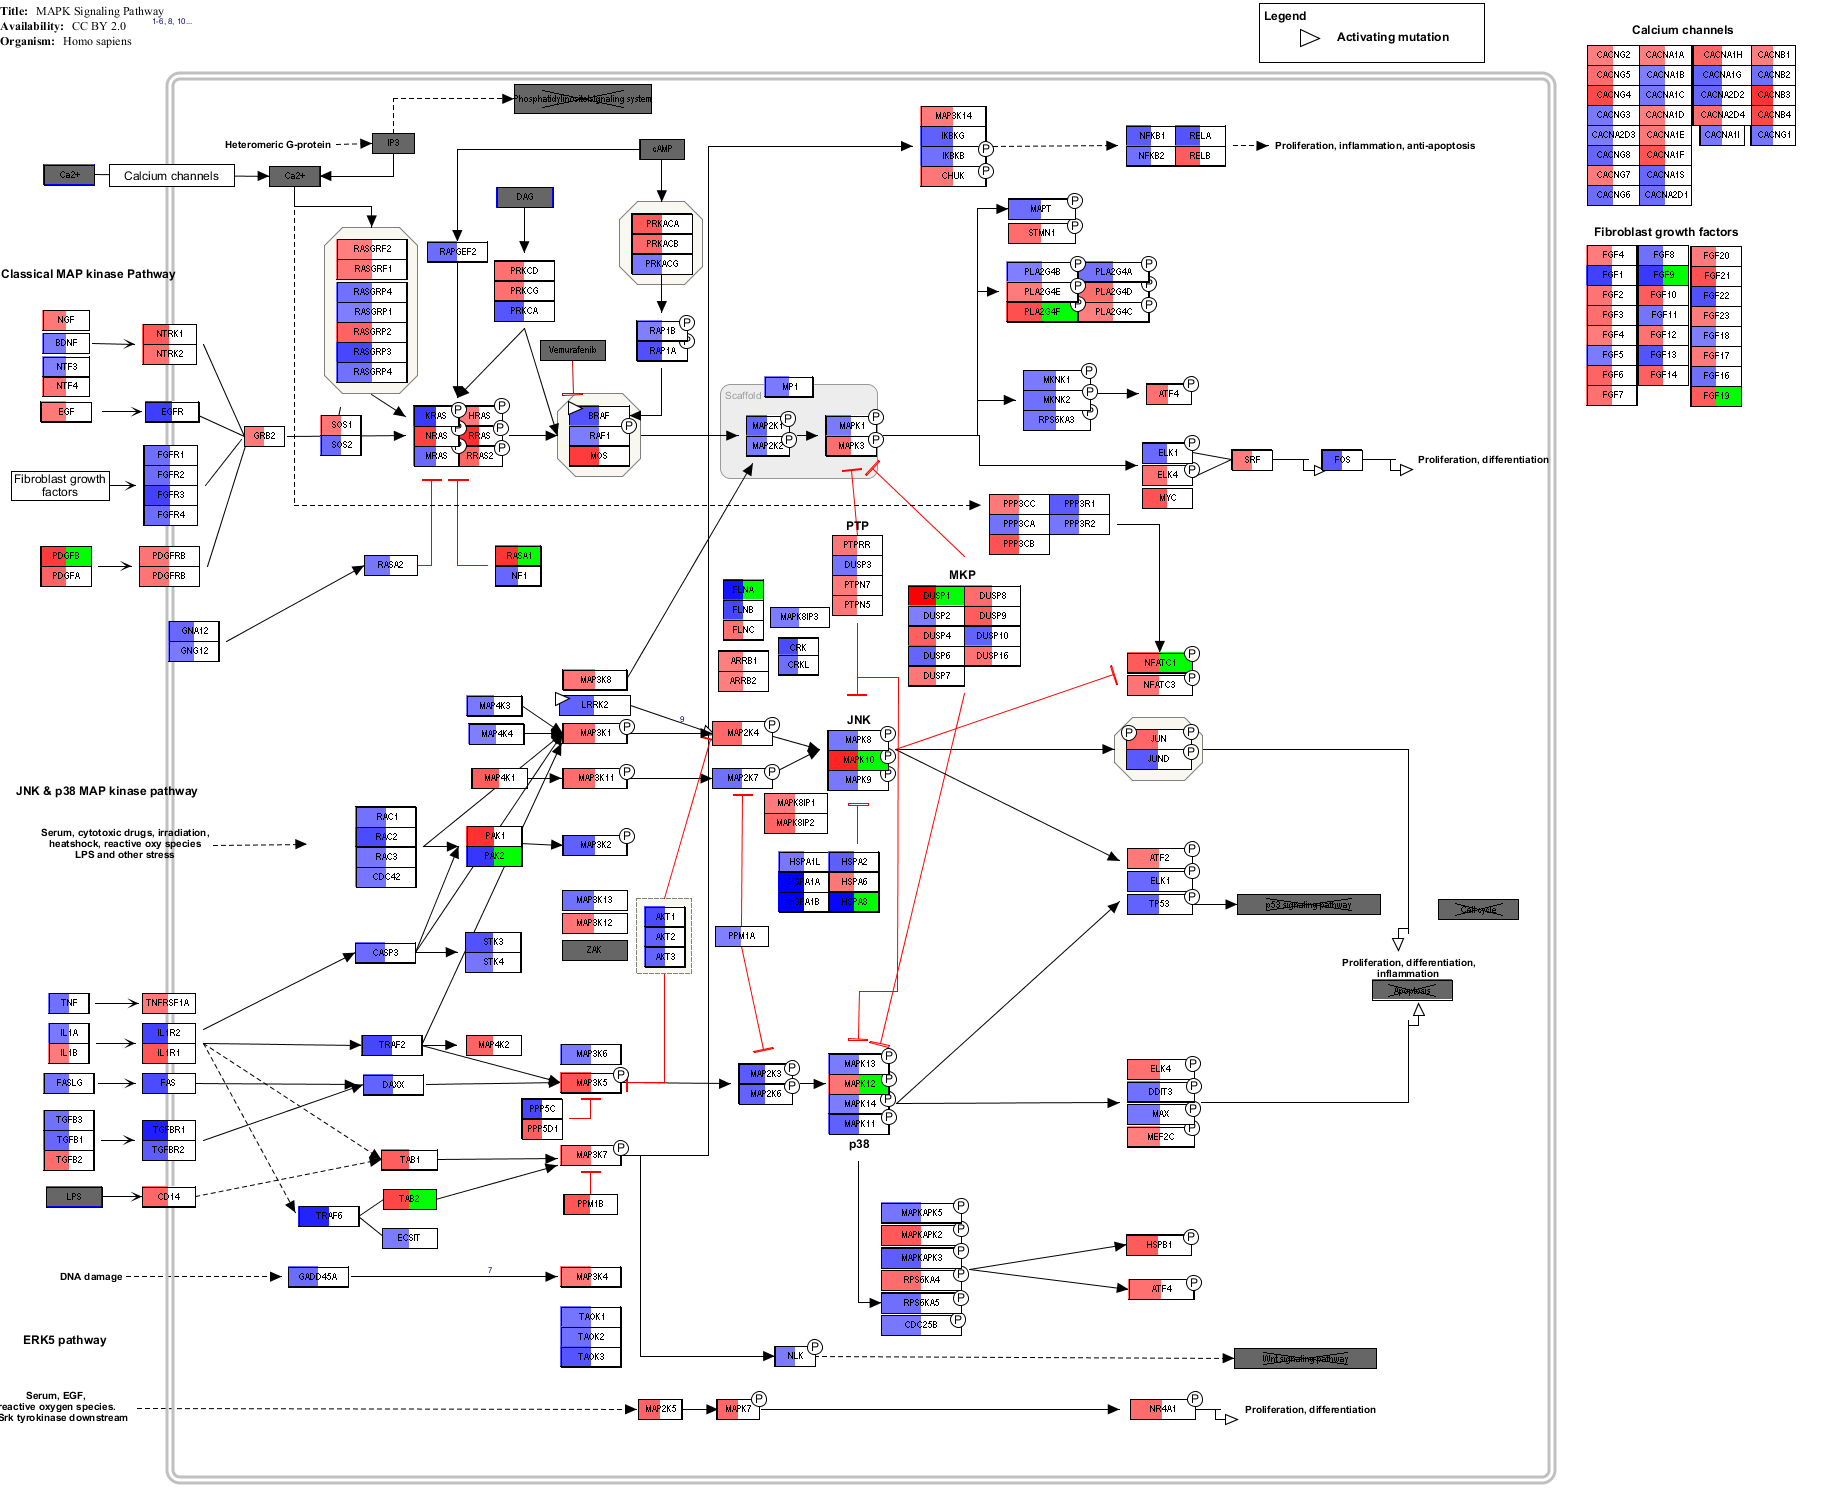 Title: MAPK Signaling Pathway
Availability: CC BY 2.0
1-6, 8, 10...
Organism: Homo sapiens
Legend
Activating mutation
Calcium channels
CACNG2 CACNA1A CACNA1H CACNB1
CACNG5 CACNA1B CACNA1G CACNB2
CACNG4 CACNA1C CACNA2D2 CACNB3
CACNG3 CACNA1D CACNA2D4 CACNB4
CACNA2D3 CACNA1E CACNA1I CACNG1
CACNG8 CACNA1F
CACNG7 CACNA1S
CACNG6 CACNA2D1
Fibroblast growth factors
FGF4 FGF8 FGF20
FGF1 FGF9 FGF21
FGF2 FGF10 FGF22
FGF3 FGF11 FGF23
FGF4 FGF12 FGF18
FGF5 FGF13 FGF17
FGF6 FGF14 FGF16
FGF7 FGF19
Phosphatidylinositol signaling system
Heteromeric G-protein
IP3
cAMP
Ca2+
Calcium channels
Ca2+
DAG
MAP3K14
IKBKG
IKBKB
P
CHUK
P
NFKB1 RELA
NFKB2 RELB
Proliferation, inflammation, anti-apoptosis
RASGRF2
RASGRF1
RASGRP4
RASGRP1
RASGRP2
RASGRP3
RASGRP4
RAPGEF2
PRKCD
PRKCG
PRKCA
PRKACA
PRKACB
PRKACG
RAP1B P
RAP1A P
Vemurafenib
MAPT P
STMN1 P
PLA2G4B P PLA2G4A P
PLA2G4E P PLA2G4D P
PLA2G4F P PLA2G4C P
MKNK1 P
MKNK2 P
RPS6KA3 P
ATF4 P
Classical MAP kinase Pathway
NGF
BDNF
NTF3
NTF4
EGF
NTRK1
NTRK2
EGFR
GRB2
SOS1
SOS2
KRAS P HRAS P
NRAS P RRAS P
MRAS P RRAS2 P
BRAF
RAF1 P
MOS
Scaffold
MP1
MAP2K1 P
MAP2K2 P
MAPK1 P
MAPK3 P
ELK1 P
ELK4 P
MYC
SRF
FOS
Proliferation, differentiation
Fibroblast growth
factors
FGFR1
FGFR2
FGFR3
FGFR4
PDGFB
PDGFA
PDGFRB
PDGFRB
RASA2
RASA1
NF1
GNA12
GNG12
PPP3CC PPP3R1
PPP3CA PPP3R2
PPP3CB
PTP
PTPRR
DUSP3
PTPN7
PTPN5
MKP
DUSP1 DUSP8
DUSP2 DUSP9
DUSP4 DUSP10
DUSP6 DUSP16
DUSP7
FLNA
FLNB
FLNC
MAPK8IP3
CRK
CRKL
ARRB1
ARRB2
NFATC1 P
NFATC3 P
MAP3K8
LRRK2
MAP4K3
MAP4K4
MAP3K1 P
9
MAP2K4 P
MAP4K1
MAP3K11 P
MAP2K7 P
JNK
MAPK8 P
MAPK10 P
MAPK9 P
MAPK8IP1
MAPK8IP2
P JUN P
JUND P
JNK & p38 MAP kinase pathway
Serum, cytotoxic drugs, irradiation,
heatshock, reactive oxy species
LPS and other stress
RAC1
RAC2
RAC3
CDC42
PAK1
PAK2
MAP3K2 P
MAP3K13
MAP3K12
ZAK
HSPA1L HSPA2
HSPA1A HSPA6
HSPA1B HSPA8
AKT1
AKT2
AKT3
PPM1A
ATF2 P
ELK1 P
TP53 P
p53 signaling pathway
Cell cycle
CASP3
STK3
STK4
Proliferation, differentiation,
inflammation
Apoptosis
TNF
TNFRSF1A
IL1A
IL1B
IL1R2
IL1R1
TRAF2
MAP4K2
MAP3K6
MAP3K5 P
FASLG
FAS
DAXX
PPP5C
PPP5D1
MAP2K3 P
MAP2K6 P
MAPK13 P
MAPK12 P
MAPK14 P
MAPK11 P
p38
ELK4 P
DDIT3 P
MAX P
MEF2C P
TGFB3
TGFB1
TGFB2
TGFBR1
TGFBR2
TAB1
MAP3K7 P
LPS
CD14
TAB2
PPM1B
TRAF6
ECSIT
MAPKAPK5 P
MAPKAPK2 P
MAPKAPK3 P
RPS6KA4 P
RPS6KA5 P
CDC25B P
HSPB1 P
ATF4 P
DNA damage
GADD45A
7
MAP3K4
TAOK1
TAOK2
TAOK3
ERK5 pathway
NLK P
Wnt signaling pathway
Serum, EGF,
reactive oxygen species.
Srk tyrokinase downstream
MAP2K5
MAPK7 P
NR4A1 P
Proliferation, differentiation